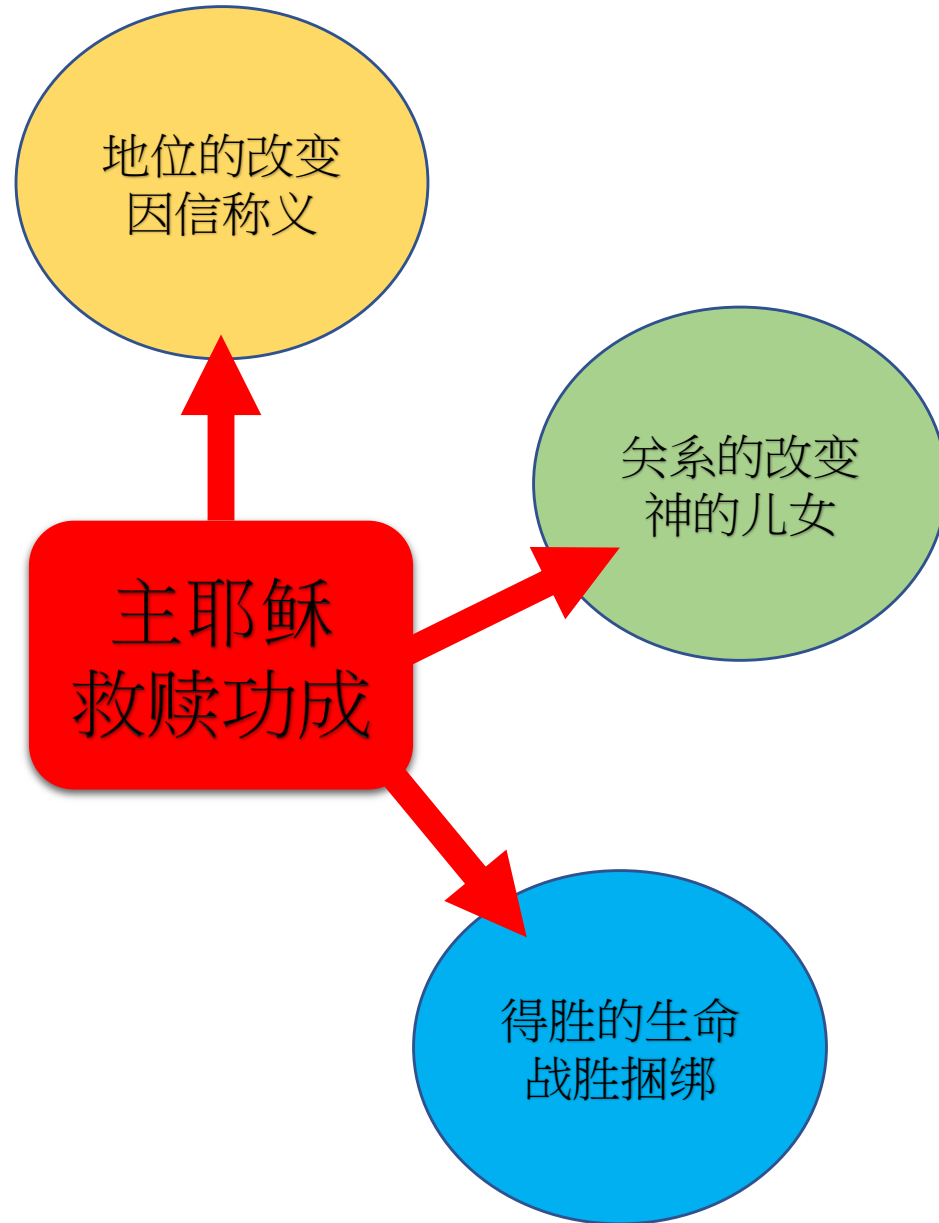 地位的改变
因信称义
关系的改变
神的儿女
主耶稣
救赎功成
得胜的生命
战胜捆绑